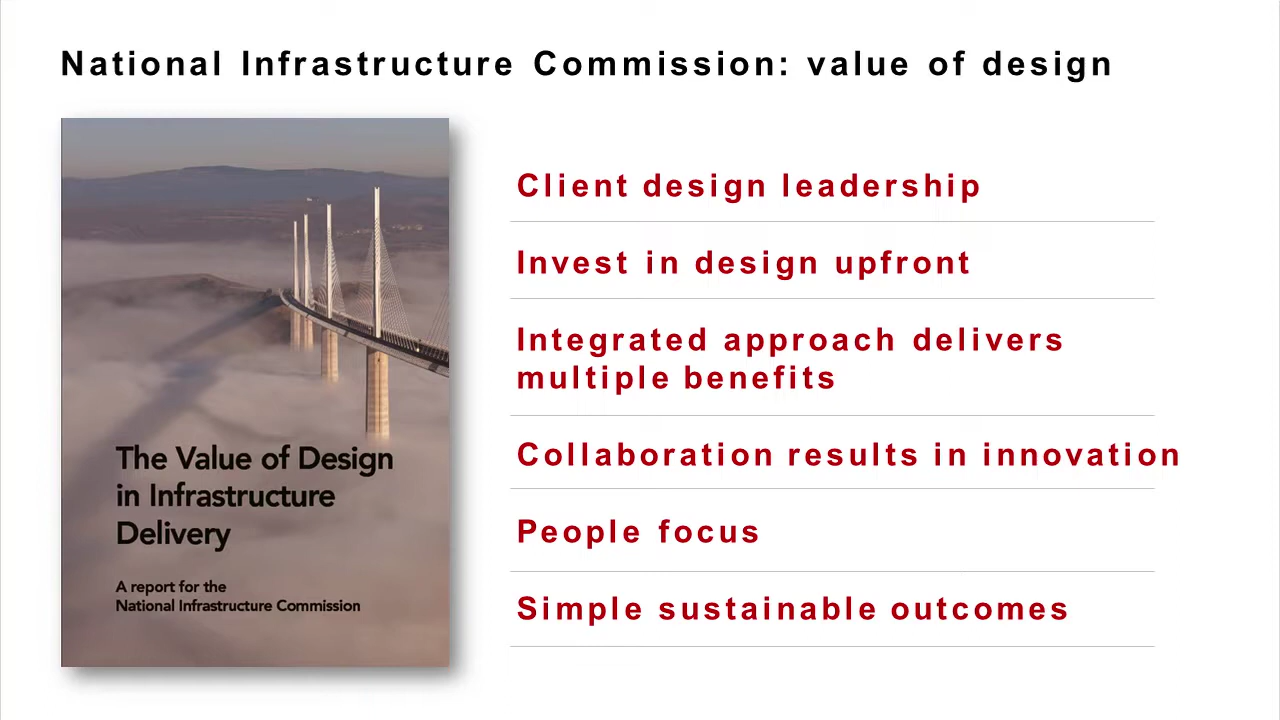 National Infrastructure Commission: value of design
The Value of Design
in Infrastructure
Delivery
A report for the
National Infrastructure Commission
Client design leadership
Invest in design upfront
Integrated approach delivers
multiple benefits
Collaboration results in innovation
People focus
Simple sustainable outcomes